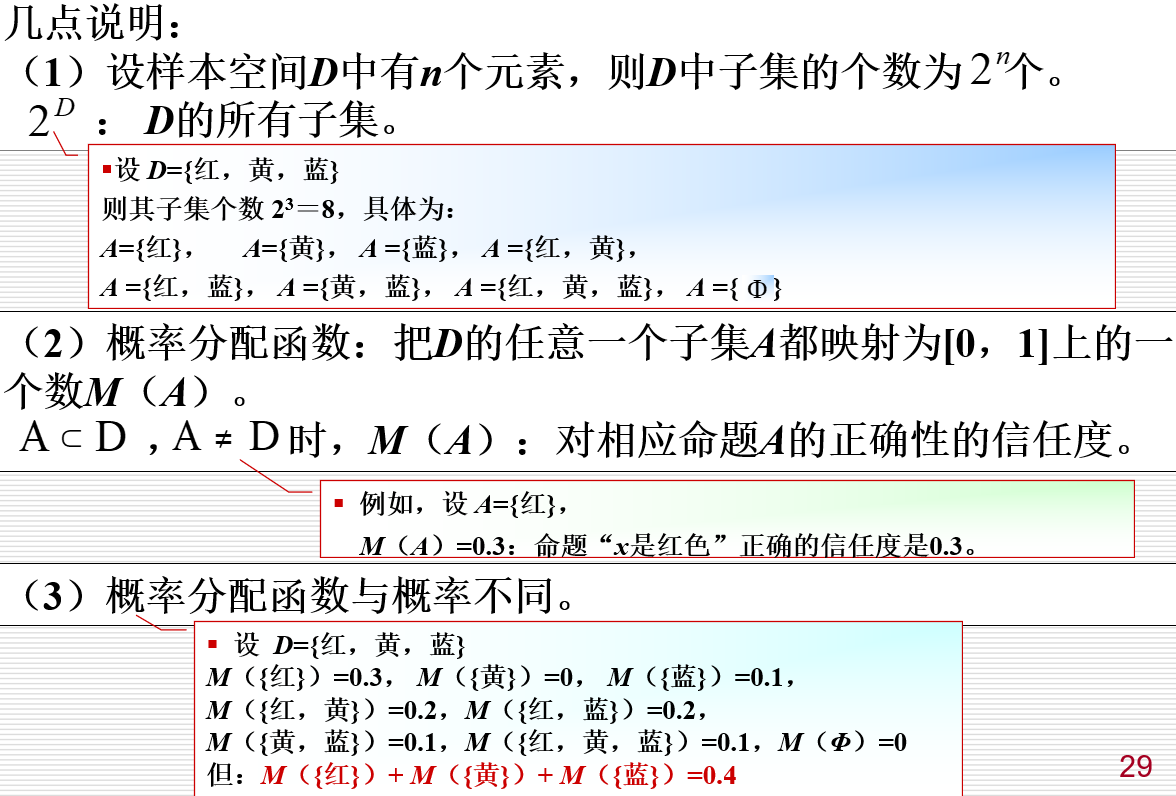 几点说明：
（1）设样本空间D中有n个元素，则D中子集的个数为2ⁿ个。
2^D ： D的所有子集。
▪设 D={红，黄，蓝}
则其子集个数 2³＝8，具体为：
A={红}， A={黄}， A ={蓝}， A ={红，黄}，
A ={红，蓝}， A ={黄，蓝}， A ={红，黄，蓝}， A ={ Φ }
（2）概率分配函数：把D的任意一个子集A都映射为[0，1]上的一
个数M（A）。
A ⊂ D ，A ≠ D 时，M（A）：对相应命题A的正确性的信任度。
▪ 例如，设 A={红}，
M（A）=0.3：命题“x是红色”正确的信任度是0.3。
（3）概率分配函数与概率不同。
▪ 设 D={红，黄，蓝}
M（{红}）=0.3， M（{黄}）=0， M（{蓝}）=0.1，
M（{红，黄}）=0.2，M（{红，蓝}）=0.2，
M（{黄，蓝}）=0.1，M（{红，黄，蓝}）=0.1，M（Φ）=0
但：M（{红}）+ M（{黄}）+ M（{蓝}）=0.4
29